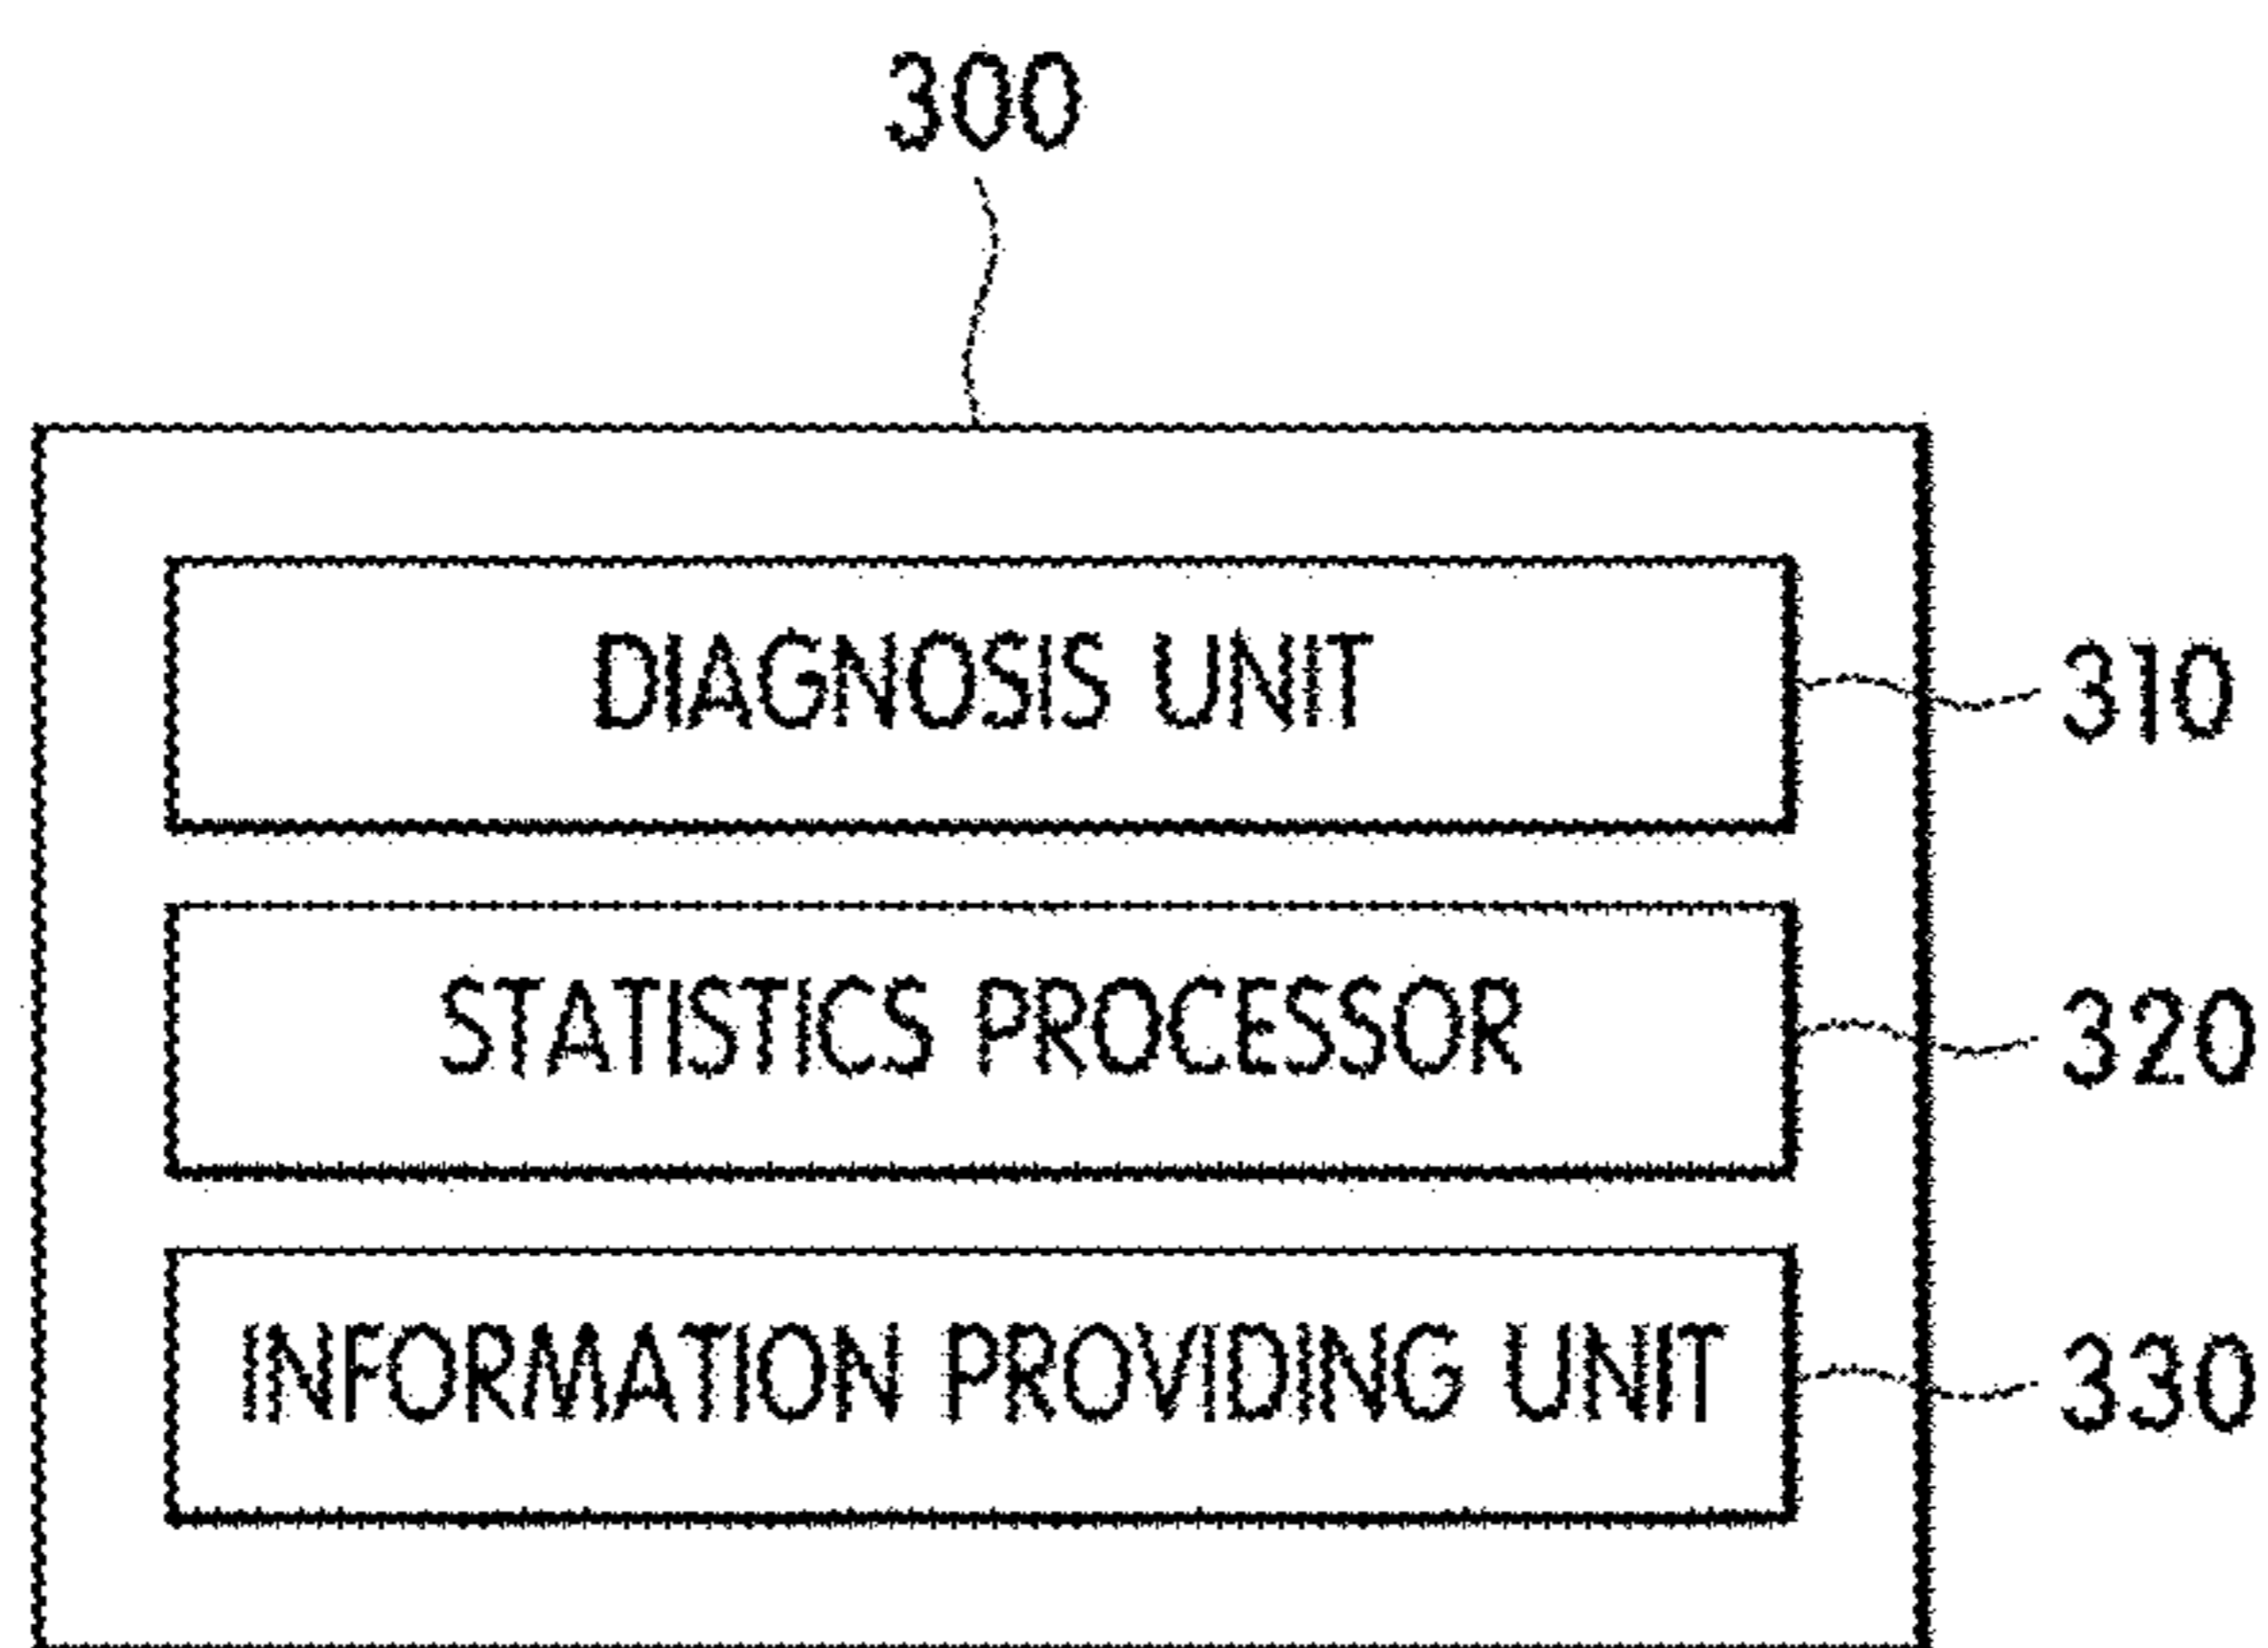 300
DIAGNOSIS UNIT 310
STATISTICS PROCESSOR 320
INFORMATION PROVIDING UNIT 330